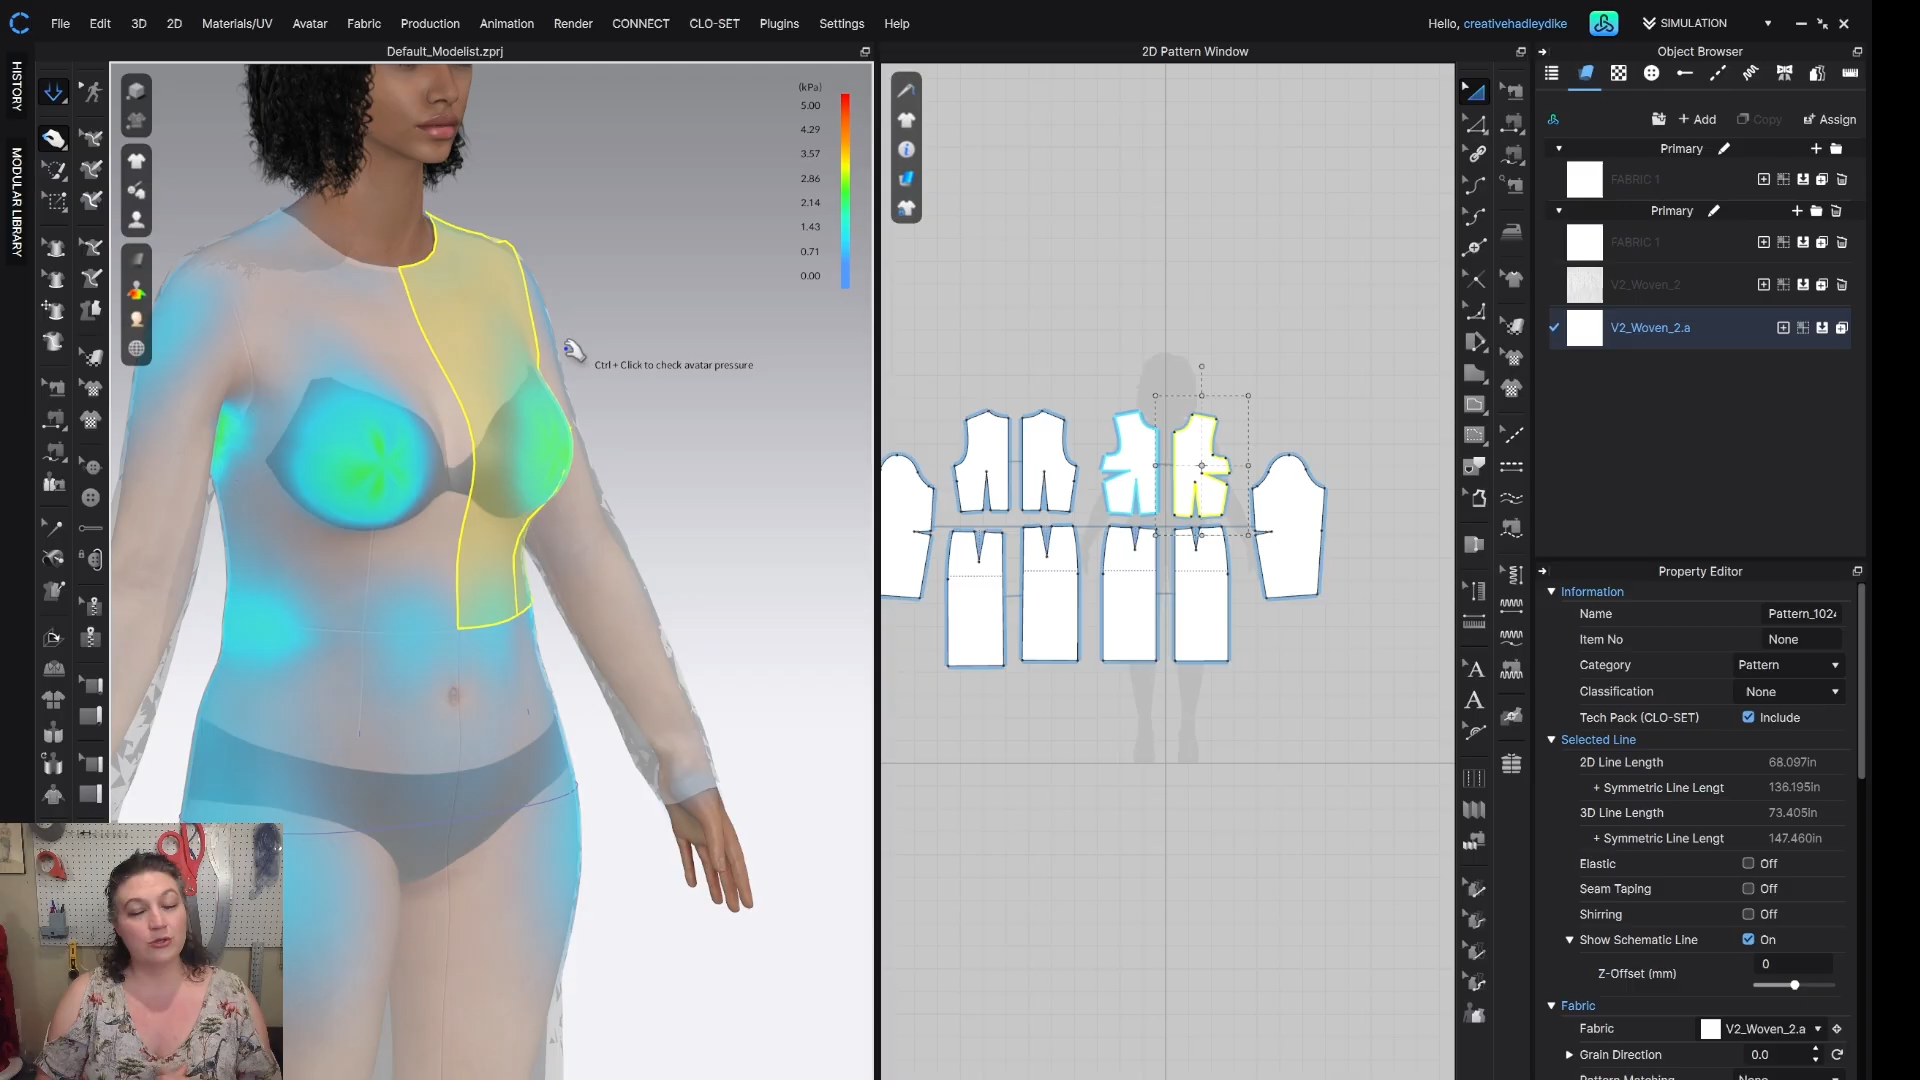 File Edit 3D 2D Materials/UV Avatar Fabric Production Animation Render CONNECT CLO-SET Plugins Settings Help
Hello, creativehadleydlke
SIMULATION
Default_Modelist.zprj
2D Pattern Window
Object Browser
HISTORY
MODULAR LIBRARY
(kPa)
5.00
4.29
3.57
2.86
2.14
1.43
0.71
0.00
Ctrl + Click to check avatar pressure
+ Add
Copy
Assign
Primary
FABRIC 1
Primary
FABRIC 1
V2_Woven_2
V2_Woven_2.a
Property Editor
Information
Name Pattern_102
Item No None
Category Pattern
Classification None
Tech Pack (CLO-SET) Include
Selected Line
2D Line Length 68.097in
+ Symmetric Line Lengt 136.195in
3D Line Length 73.405in
+ Symmetric Line Lengt 147.460in
Elastic Off
Seam Taping Off
Shirring Off
Show Schematic Line On
Z-Offset (mm) 0
Fabric
Fabric V2_Woven_2.a
Grain Direction 0.0
Pattern Matching None